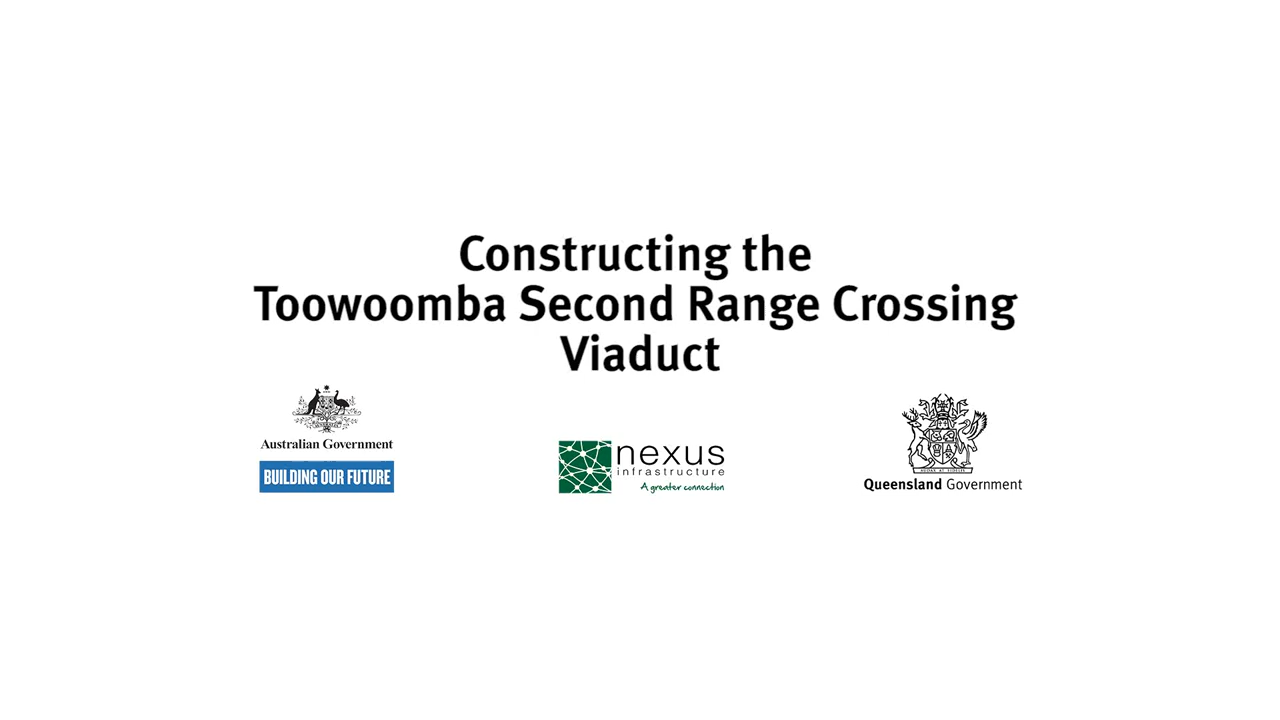 Constructing the
Toowoomba Second Range Crossing
Viaduct
Australian Government
BUILDING OUR FUTURE
nexus
infrastructure
A greater connection
Queensland Government